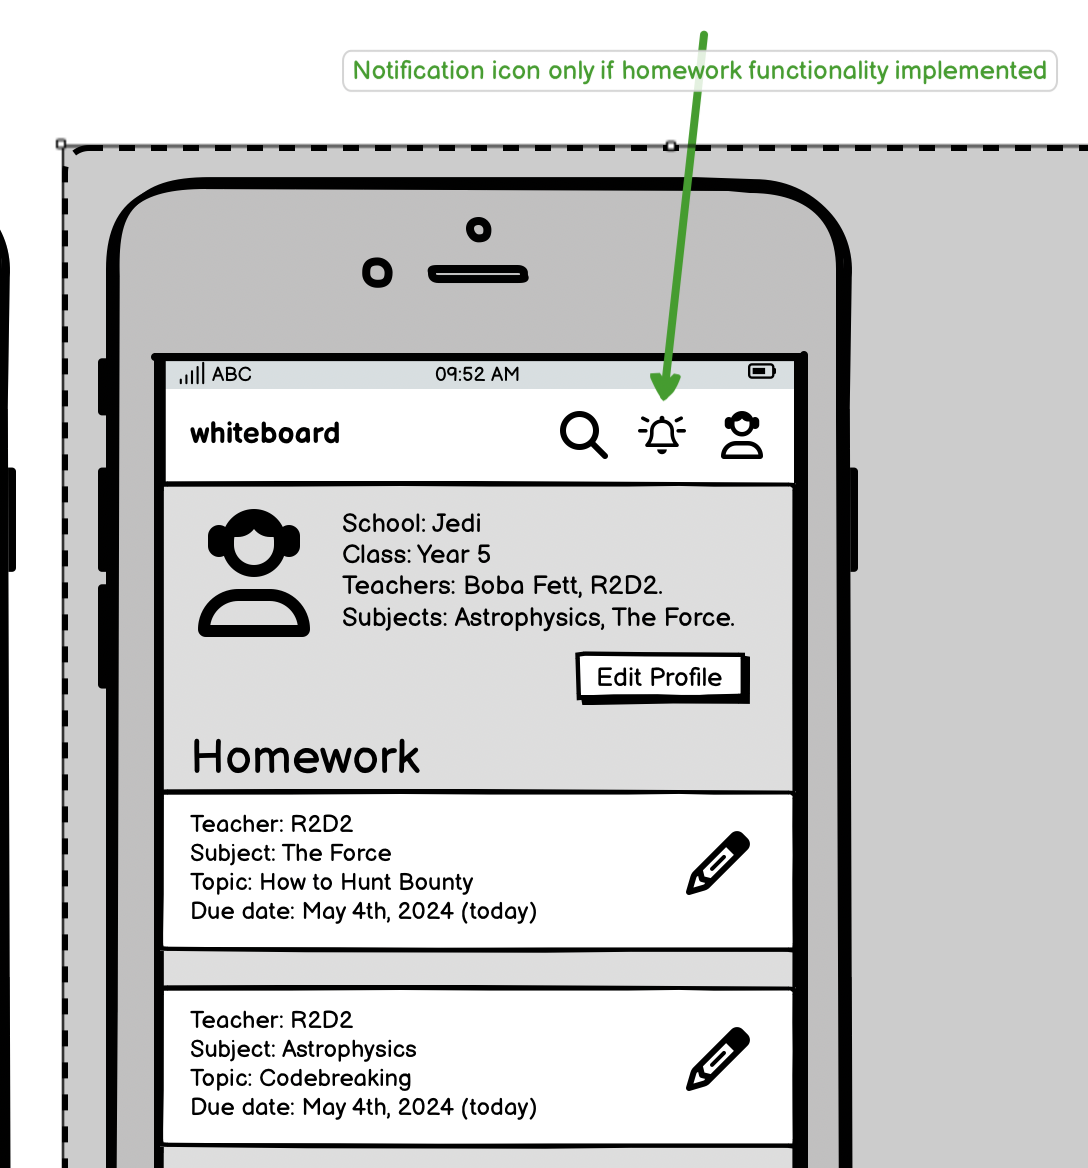 Notification icon only if homework functionality implemented
ABC 09:52 AM
whiteboard
School: Jedi
Class: Year 5
Teachers: Boba Fett, R2D2.
Subjects: Astrophysics, The Force.
Edit Profile
Homework
Teacher: R2D2
Subject: The Force
Topic: How to Hunt Bounty
Due date: May 4th, 2024 (today)
Teacher: R2D2
Subject: Astrophysics
Topic: Codebreaking
Due date: May 4th, 2024 (today)